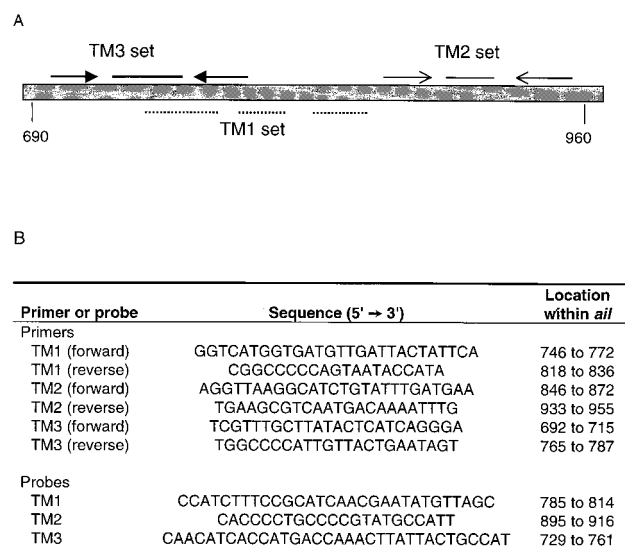 A
TM3 set
TM2 set
TM1 set
690
960
B
Primer or probe Sequence (5' → 3') Location within ail
Primers
TM1 (forward) GGTCATGGTGATGTTGATTACTATTCA 746 to 772
TM1 (reverse) CGGCCCCCAGTAATACCATA 818 to 836
TM2 (forward) AGGTTAAGGCATCTGTATTTGATGAA 846 to 872
TM2 (reverse) TGAAGCGTCAATGACAAAATTTG 933 to 955
TM3 (forward) TCGTTTGCTTATACTCATCAGGGA 692 to 715
TM3 (reverse) TGGCCCCATTGTTACTGAATAGT 765 to 787
Probes
TM1 CCATCTTTCCGCATCAACGAATATGTTAGC 785 to 814
TM2 CACCCCTGCCCCGTATGCCATT 895 to 916
TM3 CAACATCACCATGACCAAACTTATTACTGCCAT 729 to 761